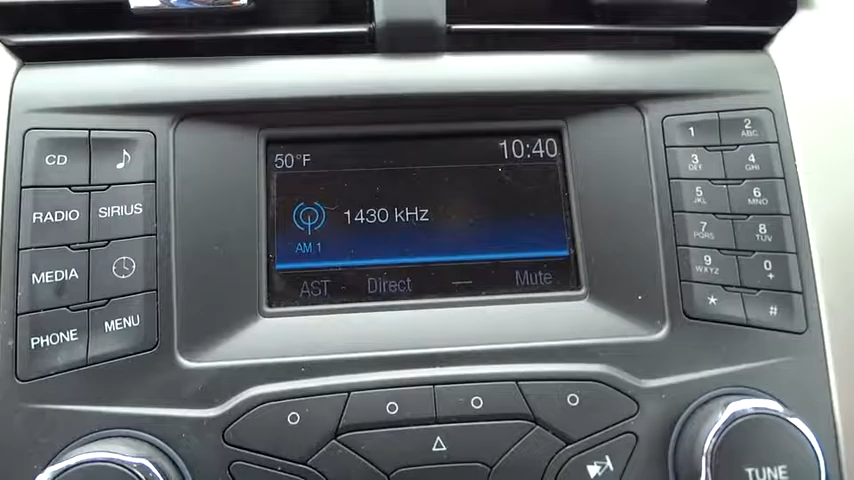 50°F 10:40
1430 kHz
AM 1
AST Direct Mute
CD
RADIO SIRIUS
MEDIA
PHONE MENU
1 2 ABC
3 DEF 4 GHI
5 JKL 6 MNO
7 PQRS 8 TUV
9 WXYZ 0 +
* #
TUNE